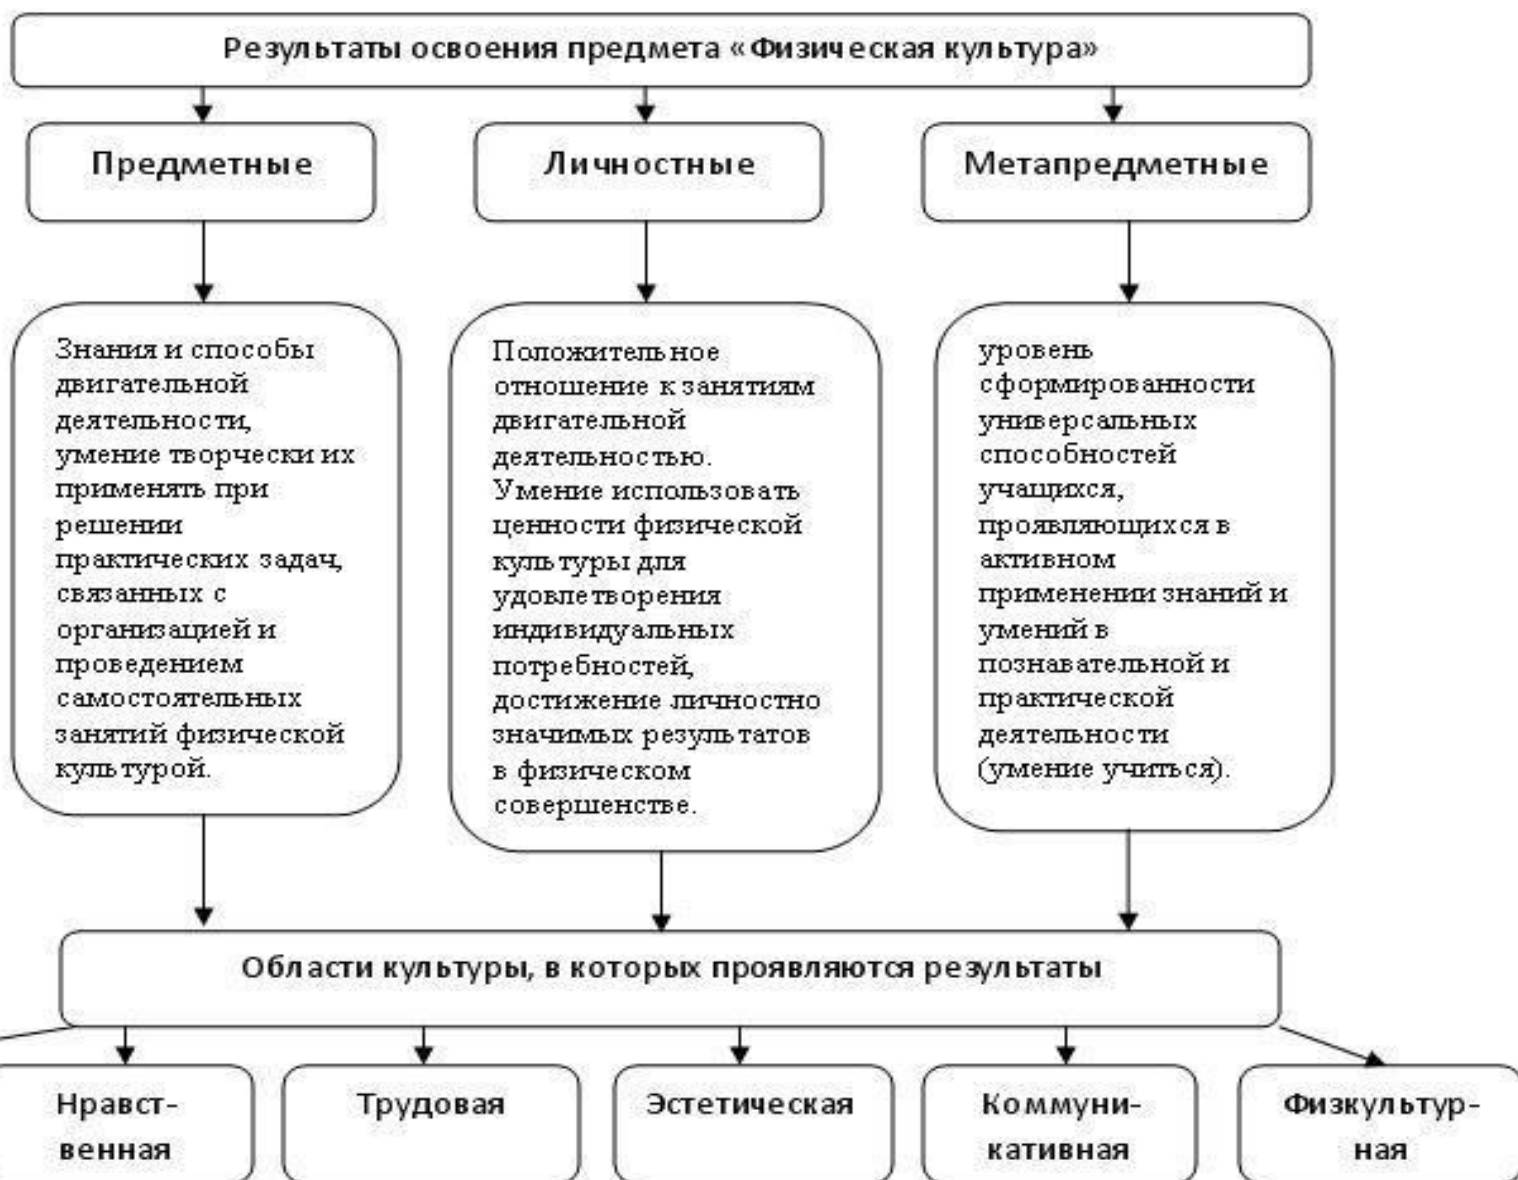 Результаты освоения предмета «Физическая культура»
Предметные
Личностные
Метапредметные
Знания и способы
двигательной
деятельности,
умение творчески их
применять при
решении
практических задач,
связанных с
организацией и
проведением
самостоятельных
занятий физической
культурой.
Положительное
отношение к занятиям
двигательной
деятельностью.
Умение использовать
ценности физической
культуры для
удовлетворения
индивидуальных
потребностей,
достижение личностно
значимых результатов
в физическом
совершенстве.
уровень
сформированности
универсальных
способностей
учащихся,
проявляющихся в
активном
применении знаний и
умений в
познавательной и
практической
деятельности
(умение учиться).
Области культуры, в которых проявляются результаты
Нравст-
венная
Трудовая
Эстетическая
Коммуни-
кативная
Физкультур-
ная